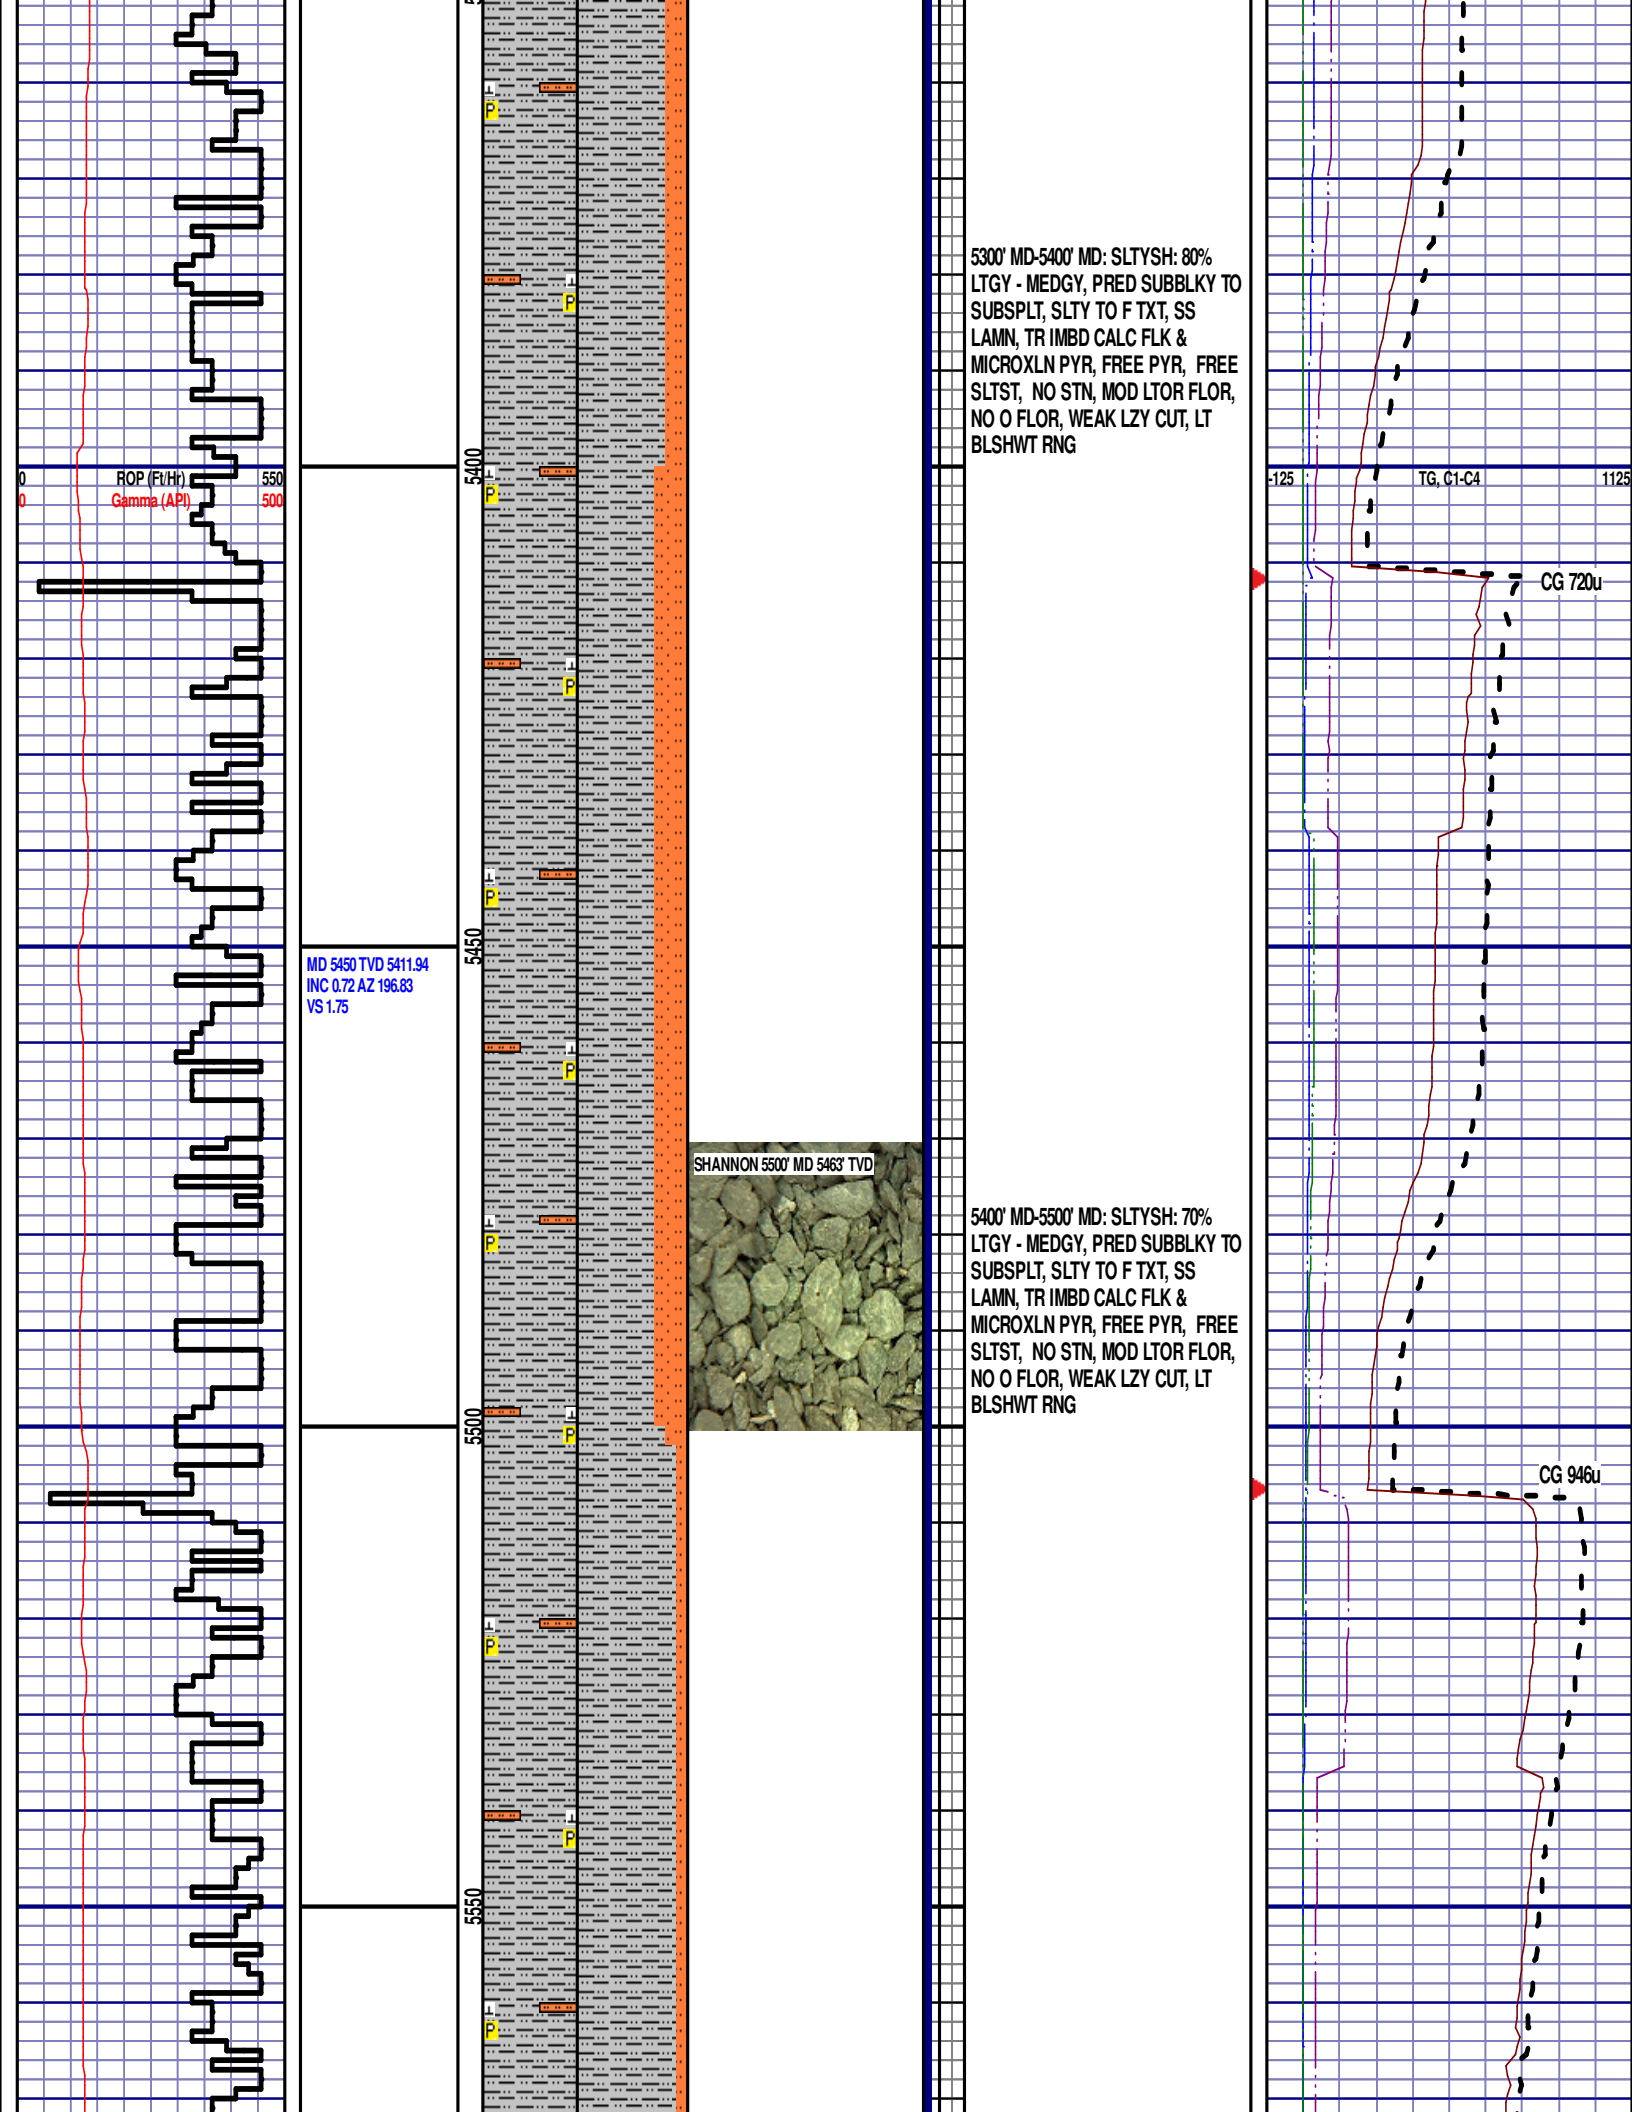 5300' MD-5400' MD: SLTYSH: 80%
LTGY - MEDGY, PRED SUBBLKY TO
SUBSPLT, SLTY TO F TXT, SS
LAMN, TR IMBD CALC FLK &
MICROXLN PYR, FREE PYR, FREE
SLTST, NO STN, MOD LTOR FLOR,
NO O FLOR, WEAK LZY CUT, LT
BLSHWT RNG
0 ROP (Ft/Hr) 550
0 Gamma (API) 500
5400
-125 TG, C1-C4 1125
CG 720u
5450
MD 5450 TVD 5411.94
INC 0.72 AZ 196.83
VS 1.75
SHANNON 5500' MD 5463' TVD
5400' MD-5500' MD: SLTYSH: 70%
LTGY - MEDGY, PRED SUBBLKY TO
SUBSPLT, SLTY TO F TXT, SS
LAMN, TR IMBD CALC FLK &
MICROXLN PYR, FREE PYR, FREE
SLTST, NO STN, MOD LTOR FLOR,
NO O FLOR, WEAK LZY CUT, LT
BLSHWT RNG
5500
CG 946u
5550
P
P
P
P
P
P
P
P
P
P
P